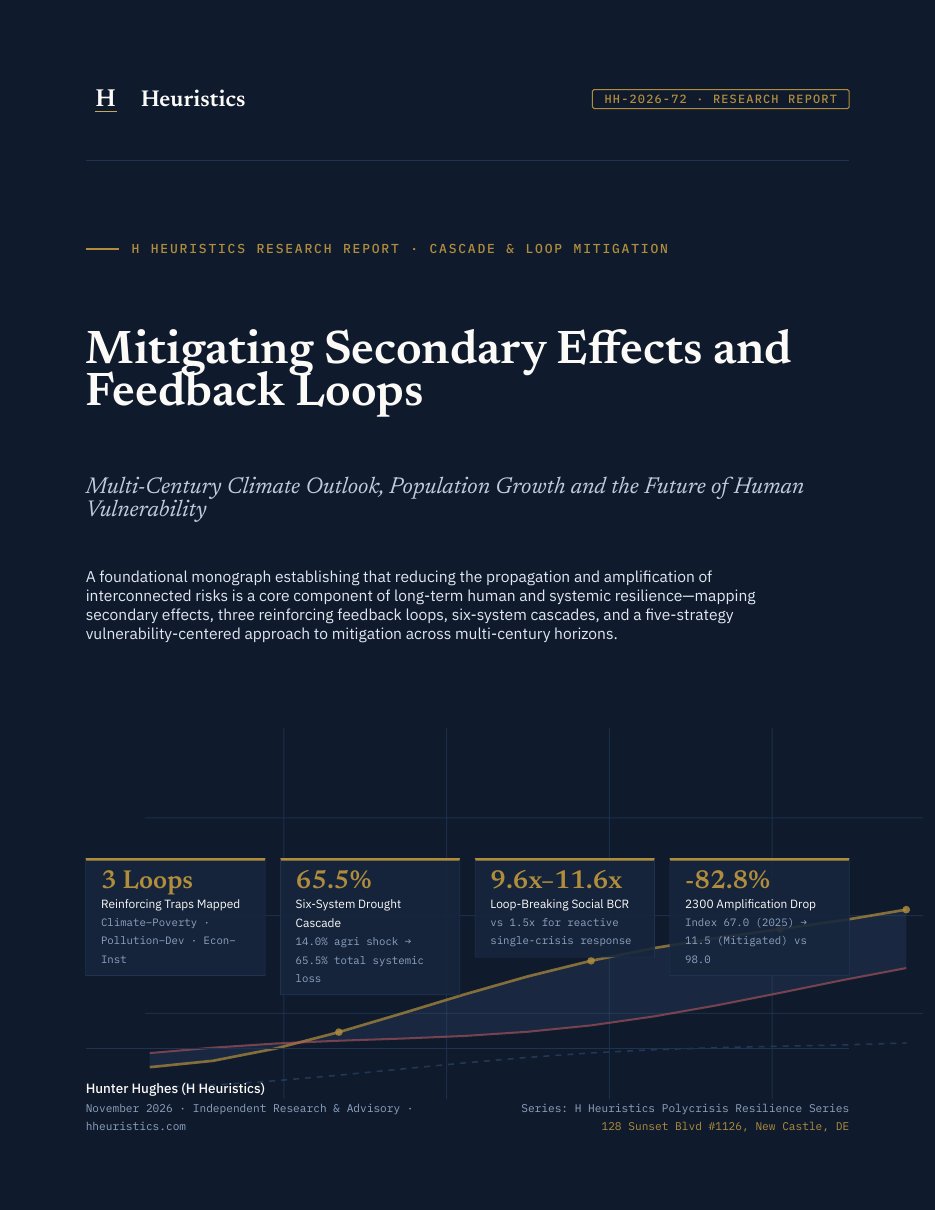 H Heuristics
HH-2026-72 · RESEARCH REPORT
H HEURISTICS RESEARCH REPORT · CASCADE & LOOP MITIGATION
Mitigating Secondary Effects and
Feedback Loops
Multi-Century Climate Outlook, Population Growth and the Future of Human
Vulnerability
A foundational monograph establishing that reducing the propagation and amplification of
interconnected risks is a core component of long-term human and systemic resilience—mapping
secondary effects, three reinforcing feedback loops, six-system cascades, and a five-strategy
vulnerability-centered approach to mitigation across multi-century horizons.
3 Loops
Reinforcing Traps Mapped
Climate–Poverty ·
Pollution–Dev · Econ–
Inst
65.5%
Six-System Drought
Cascade
14.0% agri shock →
65.5% total systemic
loss
9.6x–11.6x
Loop-Breaking Social BCR
vs 1.5x for reactive
single-crisis response
-82.8%
2300 Amplification Drop
Index 67.0 (2025) →
11.5 (Mitigated) vs
98.0
Hunter Hughes (H Heuristics)
November 2026 · Independent Research & Advisory ·
hheuristics.com
Series: H Heuristics Polycrisis Resilience Series
128 Sunset Blvd #1126, New Castle, DE